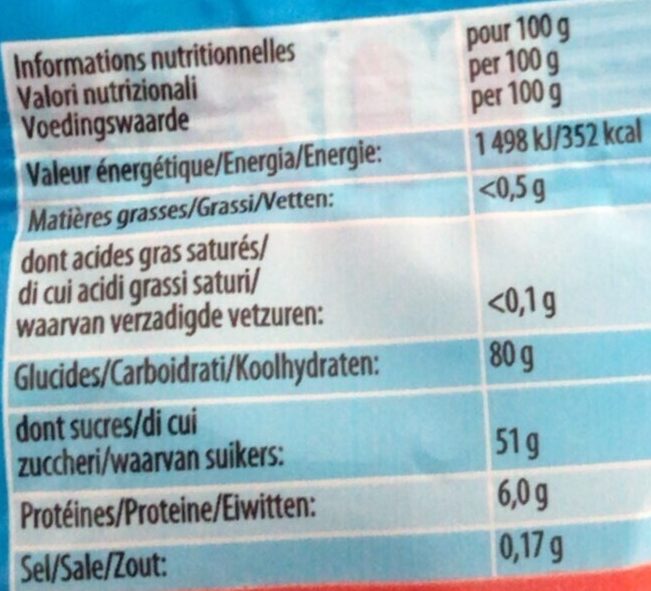 Informations nutritionnelles
Valori nutrizionali
Voedingswaarde
pour 100 g
per 100 g
per 100 g
Valeur énergétique/Energia/Energie: 1 498 kJ/352 kcal
Matières grasses/Grassi/Vetten: <0,5 g
dont acides gras saturés/
di cui acidi grassi saturi/
waarvan verzadigde vetzuren: <0,1 g
Glucides/Carboidrati/Koolhydraten: 80 g
dont sucres/di cui
zuccheri/waarvan suikers: 51 g
Protéines/Proteine/Eiwitten: 6,0 g
Sel/Sale/Zout: 0,17 g